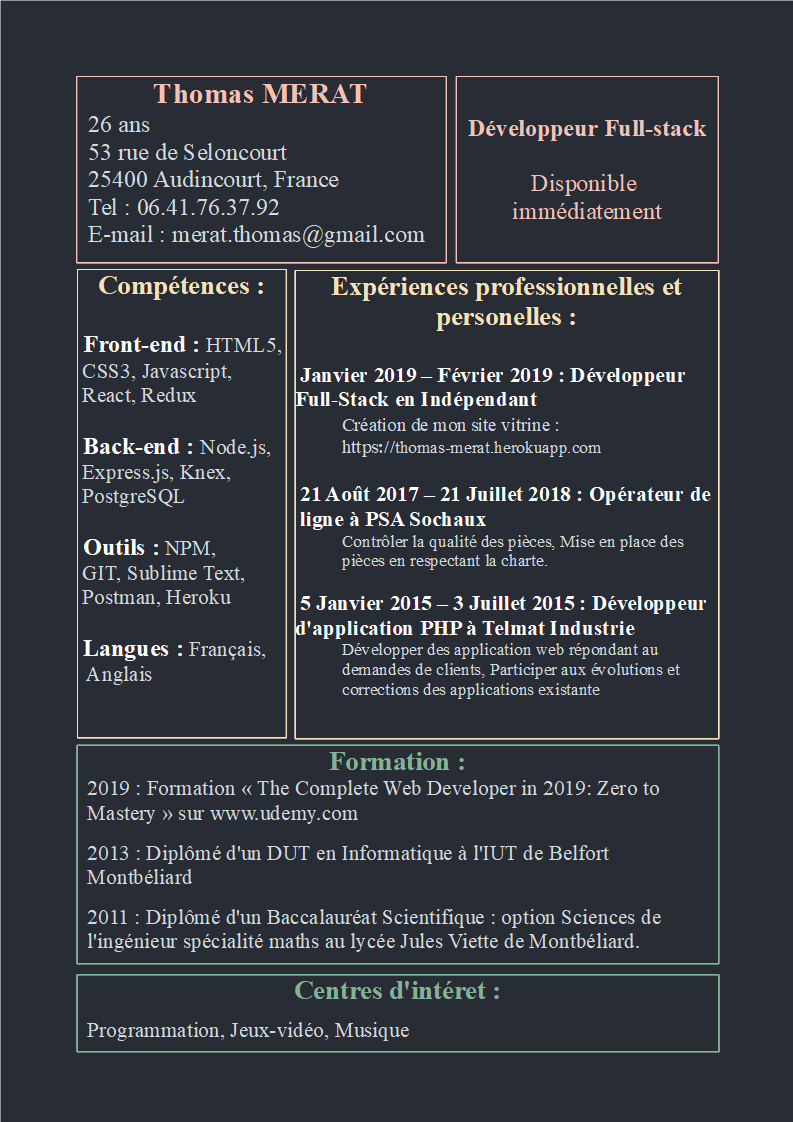 Thomas MERAT
26 ans
53 rue de Seloncourt
25400 Audincourt, France
Tel : 06.41.76.37.92
E-mail : merat.thomas@gmail.com
Développeur Full-stack
Disponible
immédiatement
Compétences :
Front-end : HTML5,
CSS3, Javascript,
React, Redux
Back-end : Node.js,
Express.js, Knex,
PostgreSQL
Outils : NPM,
GIT, Sublime Text,
Postman, Heroku
Langues : Français,
Anglais
Expériences professionnelles et
personelles :
Janvier 2019 – Février 2019 : Développeur
Full-Stack en Indépendant
Création de mon site vitrine :
https://thomas-merat.herokuapp.com
21 Août 2017 – 21 Juillet 2018 : Opérateur de
ligne à PSA Sochaux
Contrôler la qualité des pièces, Mise en place des
pièces en respectant la charte.
5 Janvier 2015 – 3 Juillet 2015 : Développeur
d'application PHP à Telmat Industrie
Développer des application web répondant au
demandes de clients, Participer aux évolutions et
corrections des applications existante
Formation :
2019 : Formation « The Complete Web Developer in 2019: Zero to
Mastery » sur www.udemy.com
2013 : Diplômé d'un DUT en Informatique à l'IUT de Belfort
Montbéliard
2011 : Diplômé d'un Baccalauréat Scientifique : option Sciences de
l'ingénieur spécialité maths au lycée Jules Viette de Montbéliard.
Centres d'intéret :
Programmation, Jeux-vidéo, Musique